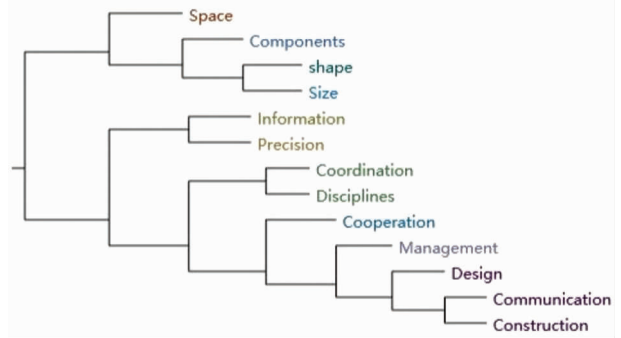 Space
Components
shape
Size
Information
Precision
Coordination
Disciplines
Cooperation
Management
Design
Communication
Construction